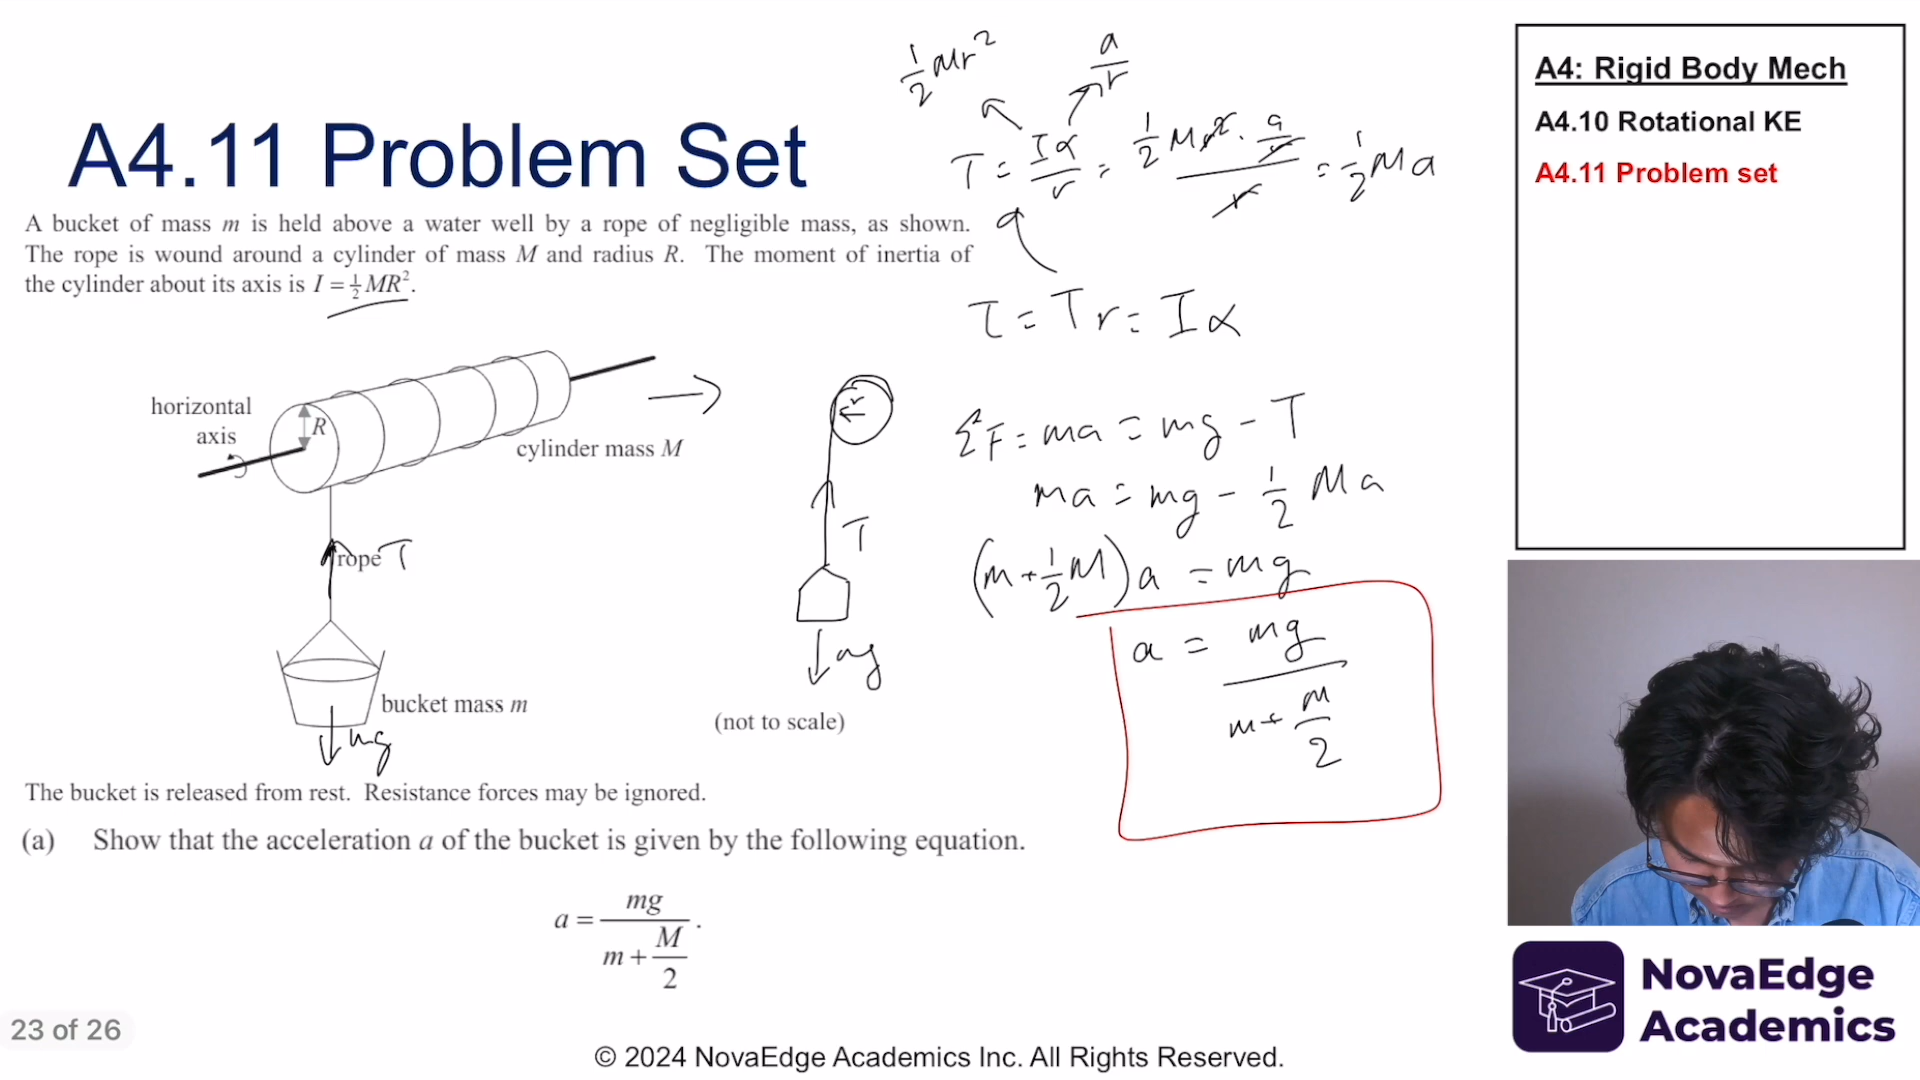 A4.11 Problem Set
A bucket of mass m is held above a water well by a rope of negligible mass, as shown.
The rope is wound around a cylinder of mass M and radius R. The moment of inertia of
the cylinder about its axis is I = ½MR².
horizontal
axis
R
cylinder mass M
rope T
bucket mass m
mg
r
T
mg
(not to scale)
The bucket is released from rest. Resistance forces may be ignored.
(a) Show that the acceleration a of the bucket is given by the following equation.
a = mg / (m + M/2) .
½Mr²
a/r
T = Iα/r = (½Mr² · a/r)/r = ½Ma
τ = Tr = Iα
ΣF = ma = mg - T
ma = mg - ½Ma
(m + ½M)a = mg
a = mg / (m + M/2)
A4: Rigid Body Mech
A4.10 Rotational KE
A4.11 Problem set
NovaEdge
Academics
23 of 26
© 2024 NovaEdge Academics Inc. All Rights Reserved.